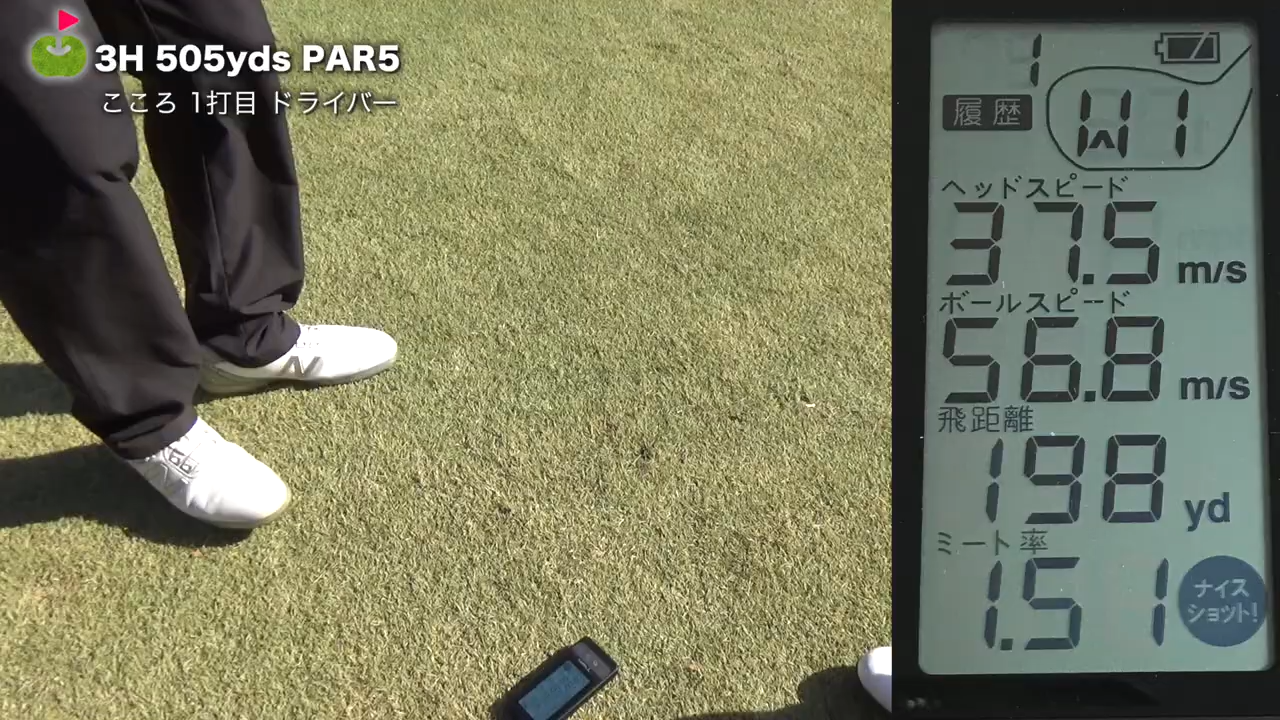 3H 505yds PAR5
こころ 1打目 ドライバー
1
履歴
W1
ヘッドスピード
37.5 m/s
ボールスピード
56.8 m/s
飛距離
198 yd
ミート率
1.51
ナイス
ショット!
N